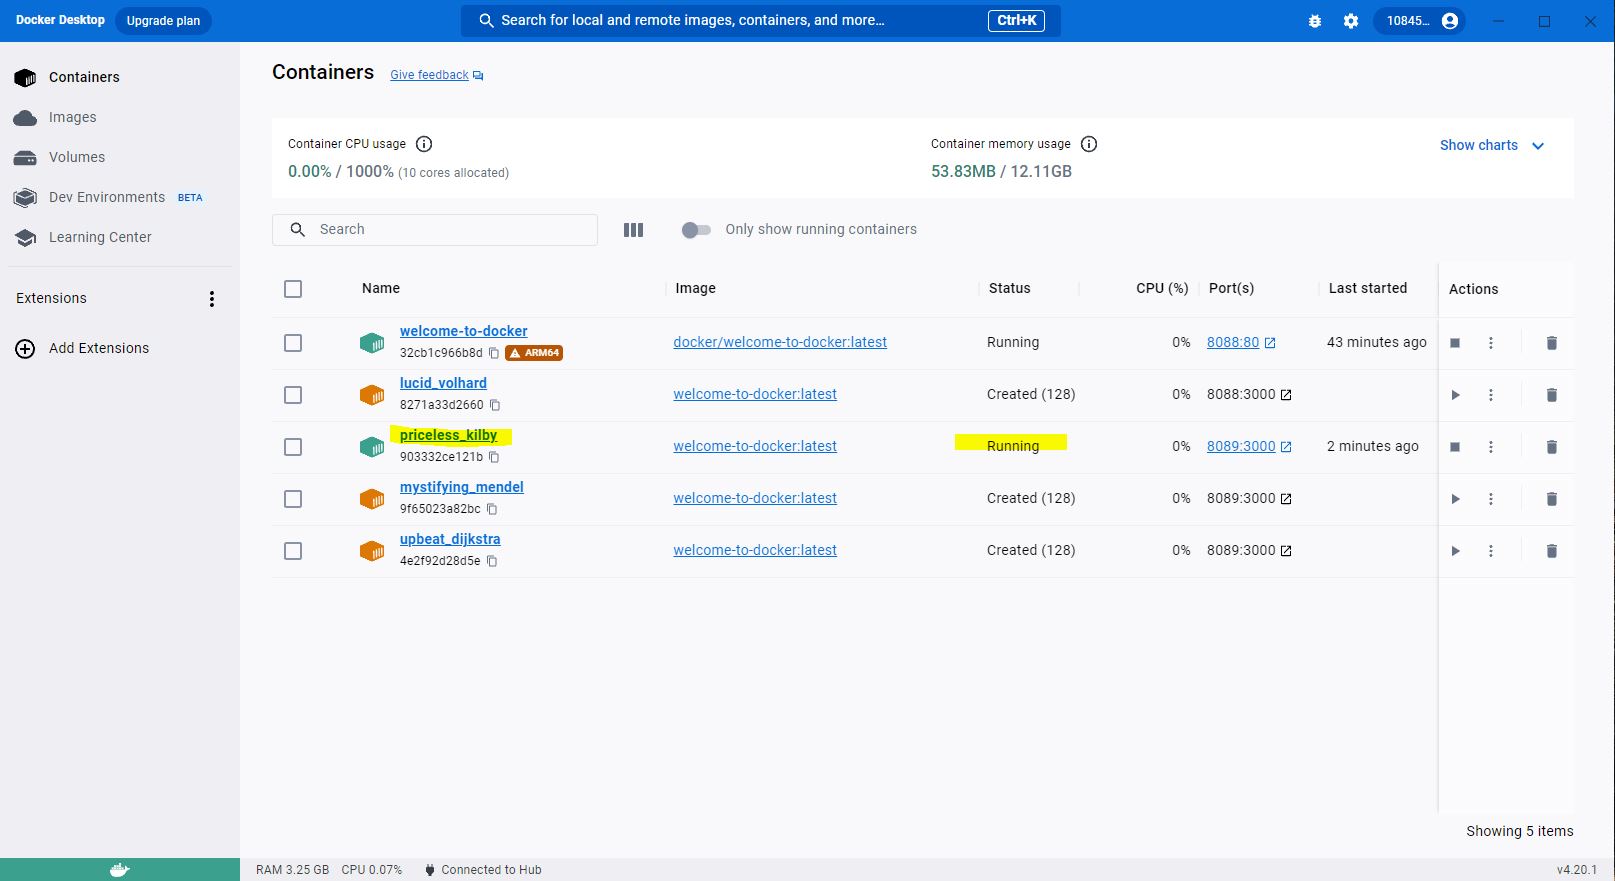 Docker Desktop Upgrade plan Search for local and remote images, containers, and more... Ctrl+K 10845...
Containers
Images
Volumes
Dev Environments BETA
Learning Center
Extensions
Add Extensions
Containers Give feedback
Container CPU usage Container memory usage Show charts
0.00% / 1000% (10 cores allocated) 53.83MB / 12.11GB
Search Only show running containers
Name Image Status CPU (%) Port(s) Last started Actions
welcome-to-docker
32cb1c966b8d ARM64 docker/welcome-to-docker:latest Running 0% 8088:80 43 minutes ago
lucid_volhard
8271a33d2660 welcome-to-docker:latest Created (128) 0% 8088:3000
priceless_kilby
903332ce121b welcome-to-docker:latest Running 0% 8089:3000 2 minutes ago
mystifying_mendel
9f65023a82bc welcome-to-docker:latest Created (128) 0% 8089:3000
upbeat_dijkstra
4e2f92d28d5e welcome-to-docker:latest Created (128) 0% 8089:3000
Showing 5 items
RAM 3.25 GB CPU 0.07% Connected to Hub v4.20.1